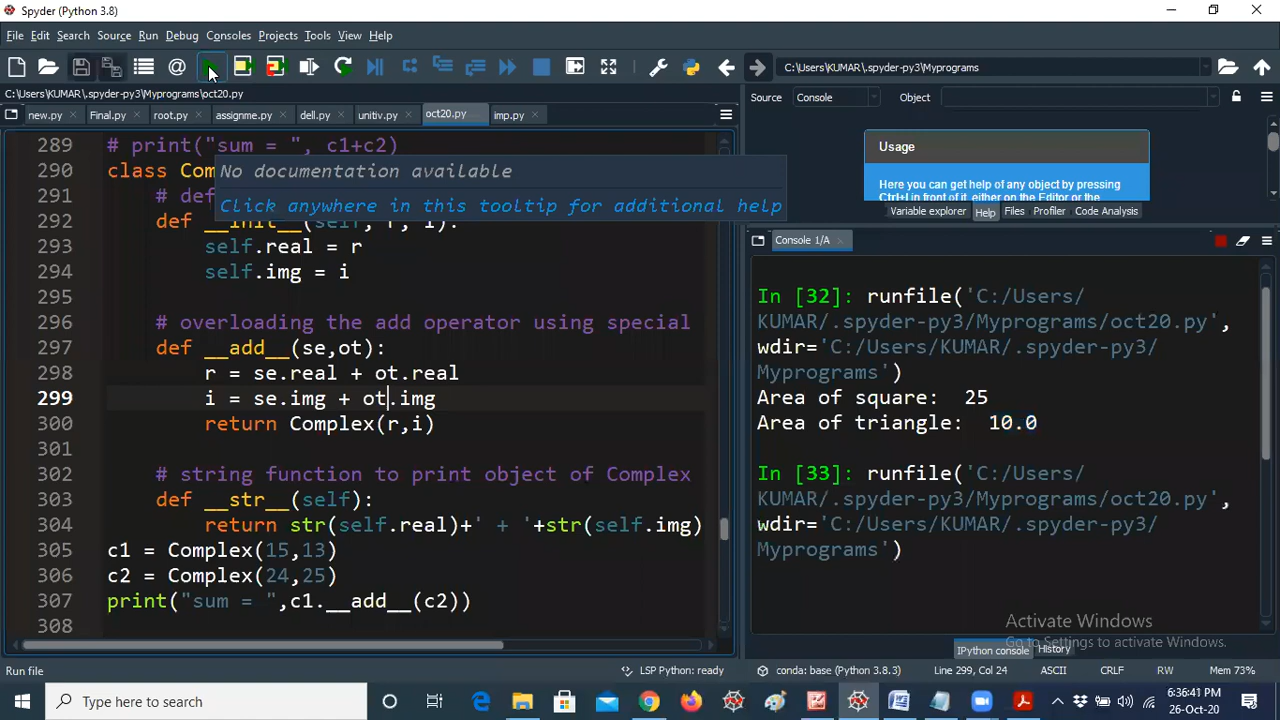 Spyder (Python 3.8)
File Edit Search Source Run Debug Consoles Projects Tools View Help
C:\Users\KUMAR\.spyder-py3\Myprograms
C:\Users\KUMAR\.spyder-py3\Myprograms\oct20.py
new.py Final.py root.py assignme.py dell.py unitiv.py oct20.py imp.py
Source Console Object
Usage
Here you can get help of any object by pressing
Ctrl+I in front of it, either on the Editor or the
Variable explorer Help Files Profiler Code Analysis
289 # print("sum = ", c1+c2)
290 class Com
No documentation available
291 # def
Click anywhere in this tooltip for additional help
292 def __init__(self, r, i):
293 self.real = r
294 self.img = i
295
296 # overloading the add operator using special
297 def __add__(se,ot):
298 r = se.real + ot.real
299 i = se.img + ot.img
300 return Complex(r,i)
301
302 # string function to print object of Complex
303 def __str__(self):
304 return str(self.real)+' + '+str(self.img)
305 c1 = Complex(15,13)
306 c2 = Complex(24,25)
307 print("sum = ",c1.__add__(c2))
308
Console 1/A
In [32]: runfile('C:/Users/
KUMAR/.spyder-py3/Myprograms/oct20.py',
wdir='C:/Users/KUMAR/.spyder-py3/
Myprograms')
Area of square:  25
Area of triangle:  10.0
In [33]: runfile('C:/Users/
KUMAR/.spyder-py3/Myprograms/oct20.py',
wdir='C:/Users/KUMAR/.spyder-py3/
Myprograms')
Activate Windows
Go to Settings to activate Windows.
IPython console History
Run file LSP Python: ready conda: base (Python 3.8.3) Line 299, Col 24 ASCII CRLF RW Mem 73%
Type here to search
6:36:41 PM
26-Oct-20